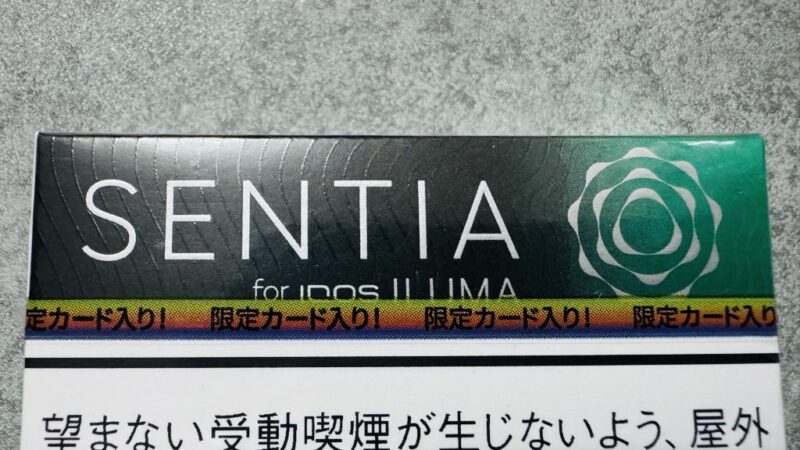 SENTIA
for IQOS ILUMA
定カード入り! 限定カード入り! 限定カード入り! 限定カード入り
望まない受動喫煙が生じないよう、屋外